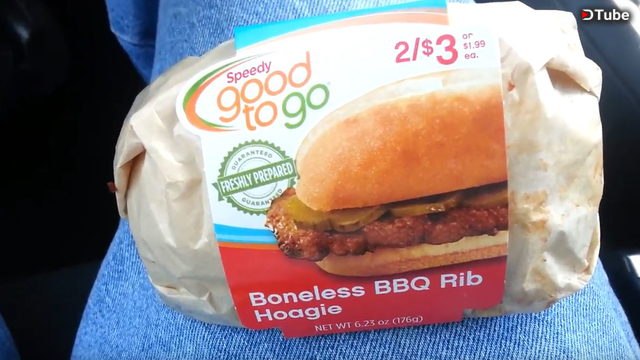 DTube
2/$3 or $1.99 ea.
Speedy
good
to go
GUARANTEED
FRESHLY PREPARED
GUARANTEED
Boneless BBQ Rib
Hoagie
NET WT 6.23 oz (176g)